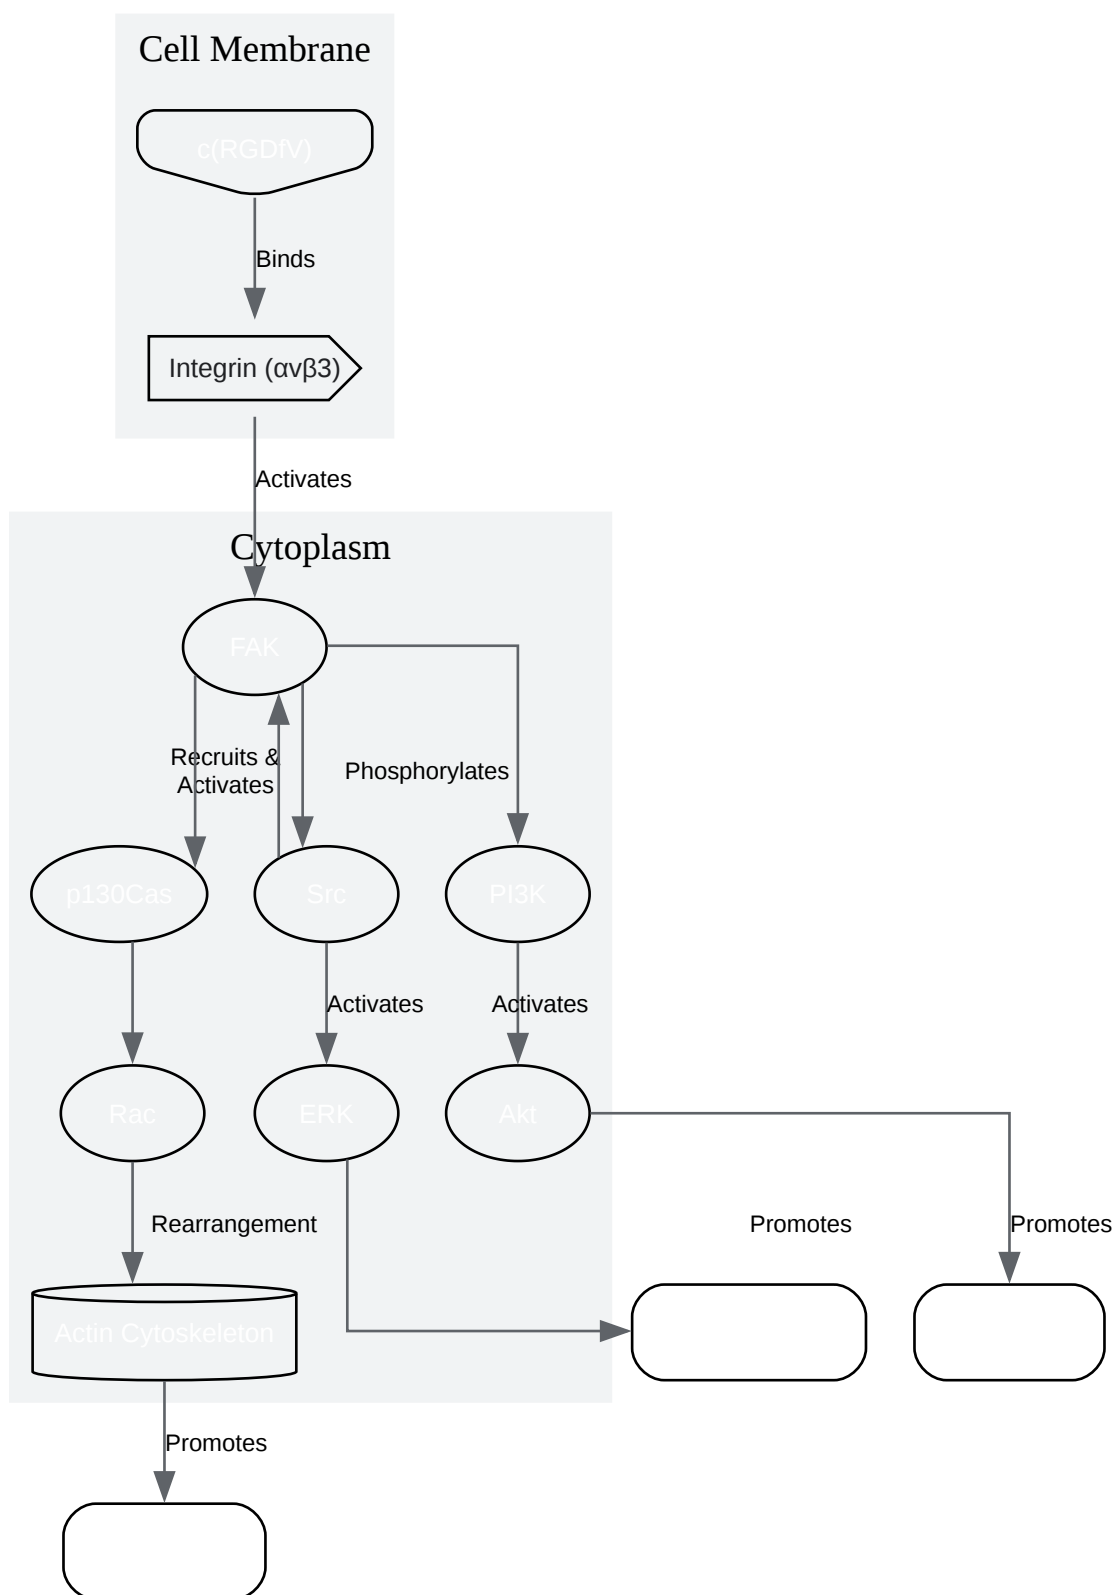 Cell Membrane
c(RGDfV)
Binds
Integrin (αvβ3)
Activates
Cytoplasm
FAK
Recruits &
Activates
Phosphorylates
p130Cas
Src
PI3K
Activates
Activates
Rac
ERK
Akt
Rearrangement
Promotes
Promotes
Actin Cytoskeleton
Promotes